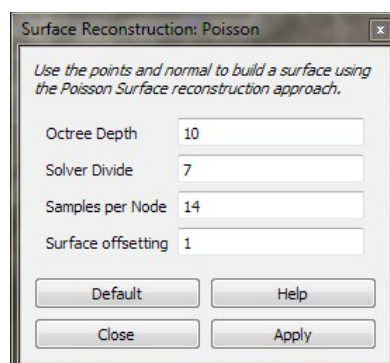 Surface Reconstruction: Poisson
x
Use the points and normal to build a surface using
the Poisson Surface reconstruction approach.
Octree Depth 10
Solver Divide 7
Samples per Node 14
Surface offsetting 1
Default Help
Close Apply